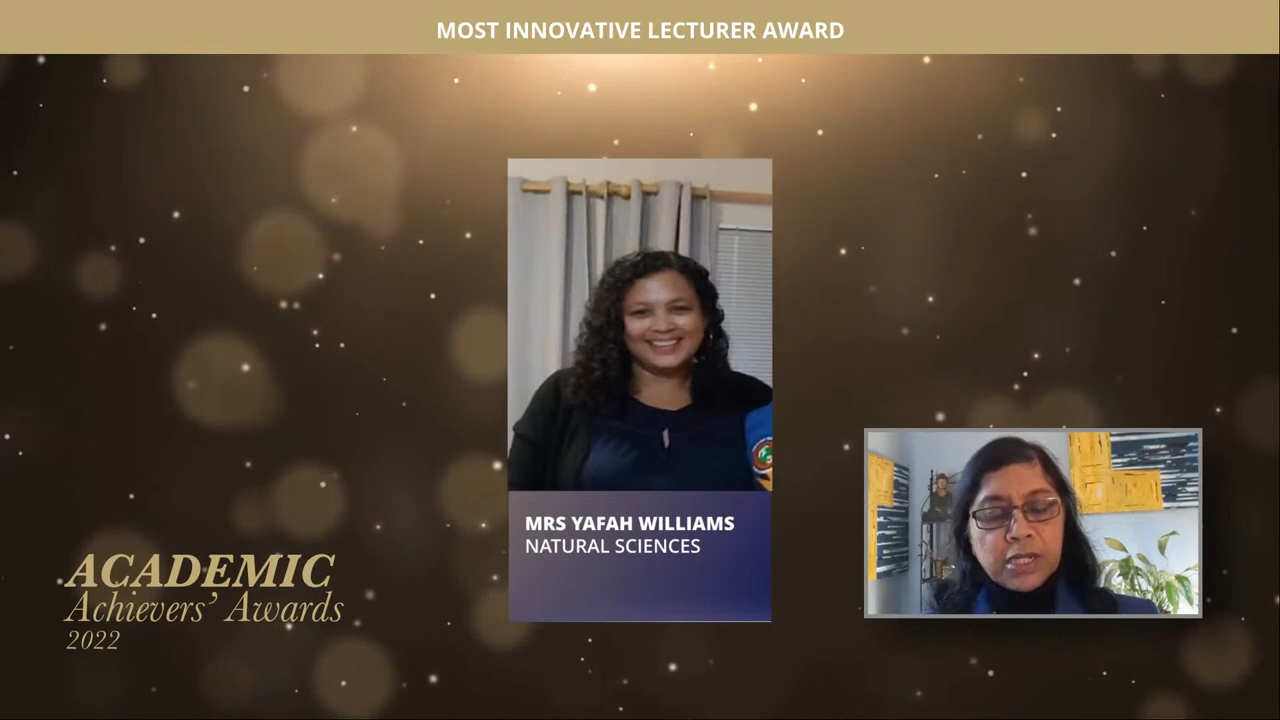 MOST INNOVATIVE LECTURER AWARD
MRS YAFAH WILLIAMS
NATURAL SCIENCES
ACADEMIC
Achievers' Awards
2022